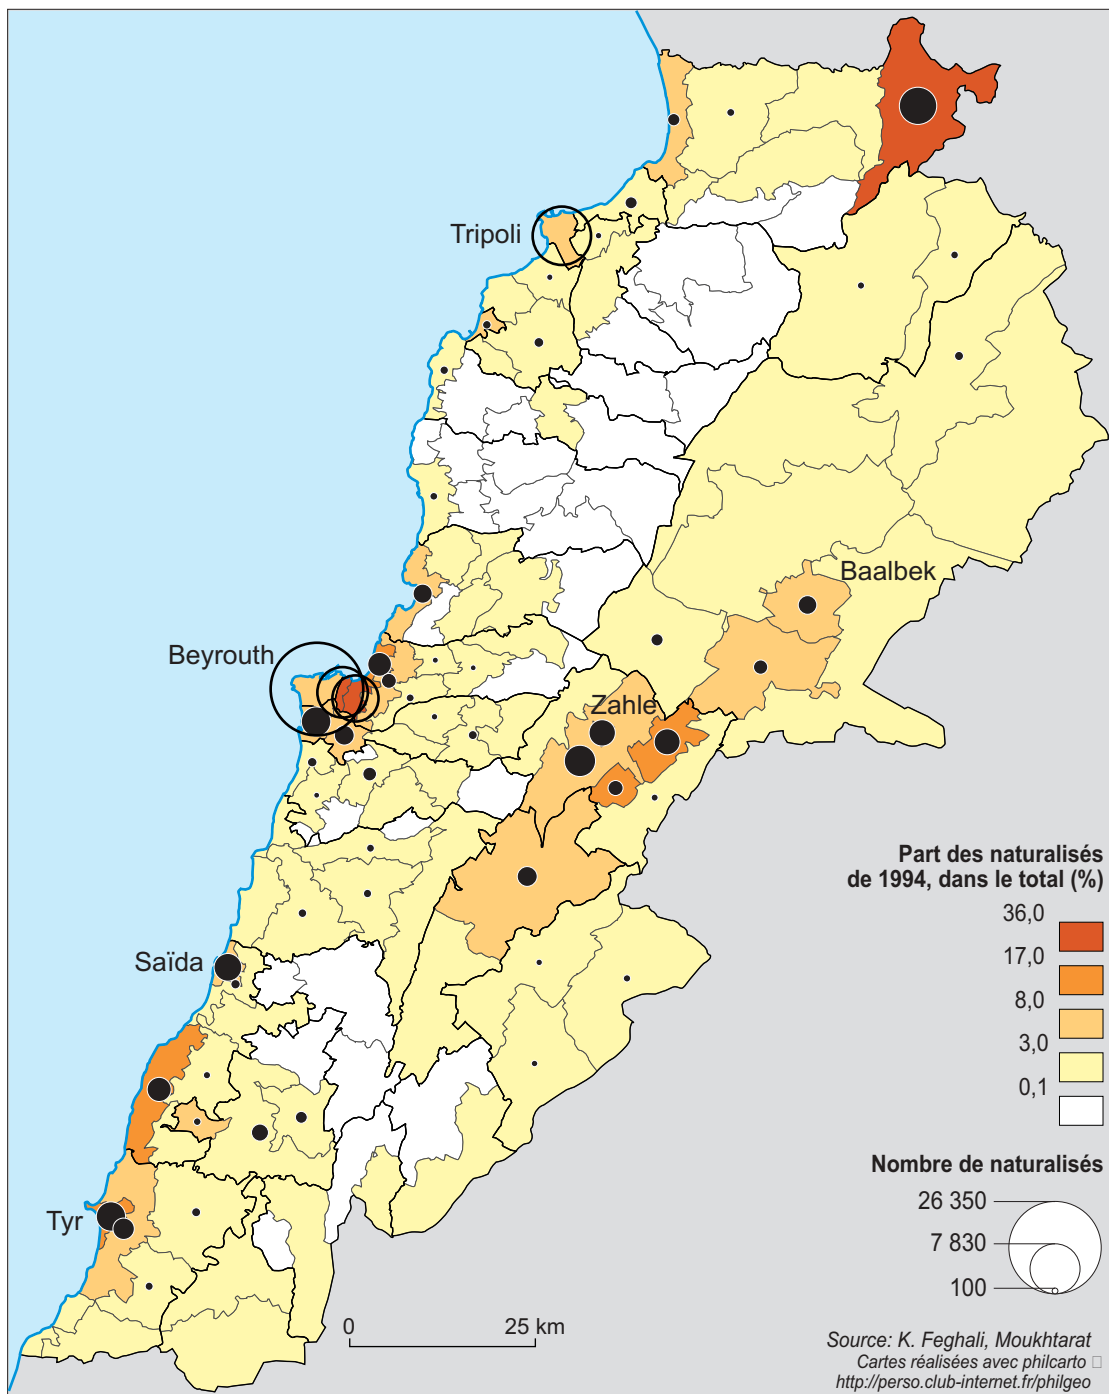 Tripoli
Baalbek
Beyrouth
Zahle
Saïda
Tyr
Part des naturalisés
de 1994, dans le total (%)
36,0
17,0
8,0
3,0
0,1
Nombre de naturalisés
26 350
7 830
100
0 25 km
Source: K. Feghali, Moukhtarat
Cartes réalisées avec philcarto □
http://perso.club-internet.fr/philgeo